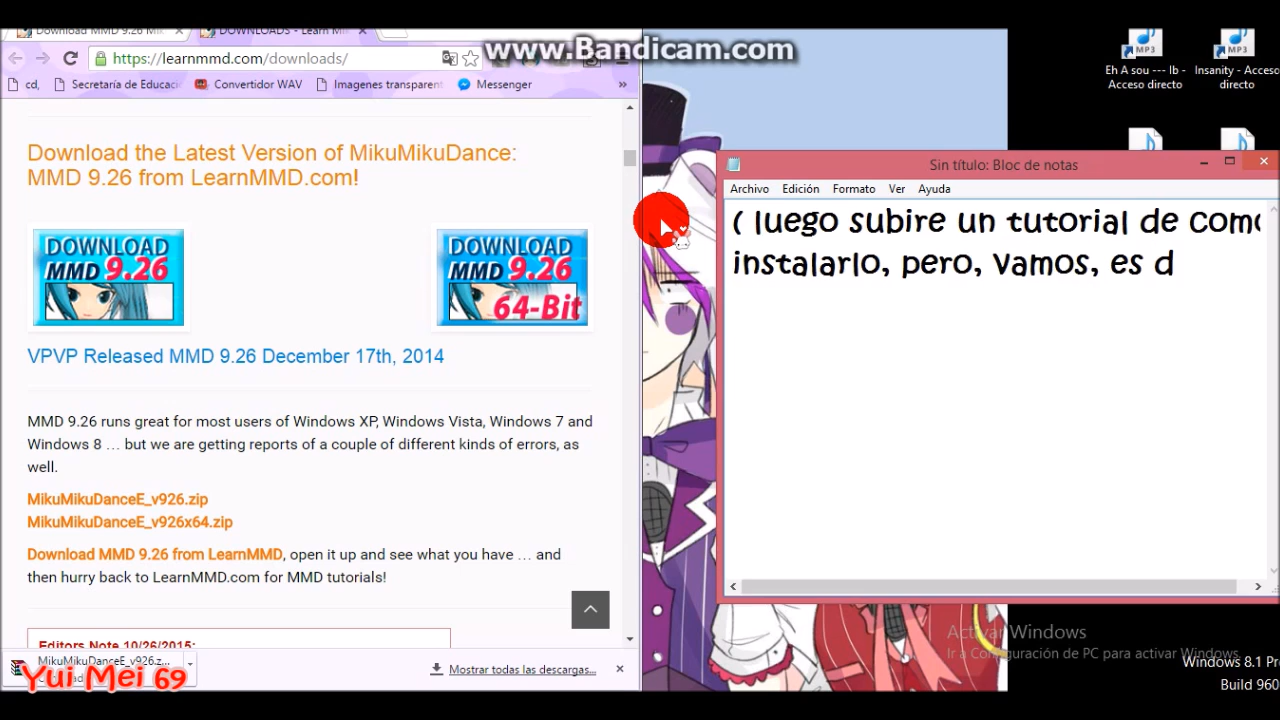 Download MMD 9.26 Mi
DOWNLOADS - Learn Mi
https://learnmmd.com/downloads/
www.Bandicam.com
cd,
Secretaría de Educaci
Convertidor WAV
Imagenes transparent
Messenger
»
Download the Latest Version of MikuMikuDance:
MMD 9.26 from LearnMMD.com!
DOWNLOAD
MMD 9.26
DOWNLOAD
MMD 9.26
64-Bit
VPVP Released MMD 9.26 December 17th, 2014
MMD 9.26 runs great for most users of Windows XP, Windows Vista, Windows 7 and
Windows 8 … but we are getting reports of a couple of different kinds of errors, as
well.
MikuMikuDanceE_v926.zip
MikuMikuDanceE_v926x64.zip
Download MMD 9.26 from LearnMMD, open it up and see what you have … and
then hurry back to LearnMMD.com for MMD tutorials!
Editors Note 10/26/2015:
MikuMikuDanceE_v926.z...
Mostrar todas las descargas...
Yui Mei 69
MP3
Eh A sou --- Ib -
Acceso directo
MP3
Insanity - Acceso
directo
Sin título: Bloc de notas
Archivo Edición Formato Ver Ayuda
( luego subire un tutorial de como
instalarlo, pero, vamos, es d
Activar Windows
Ir a Configuración de PC para activar Windows.
Windows 8.1 Pro
Build 960